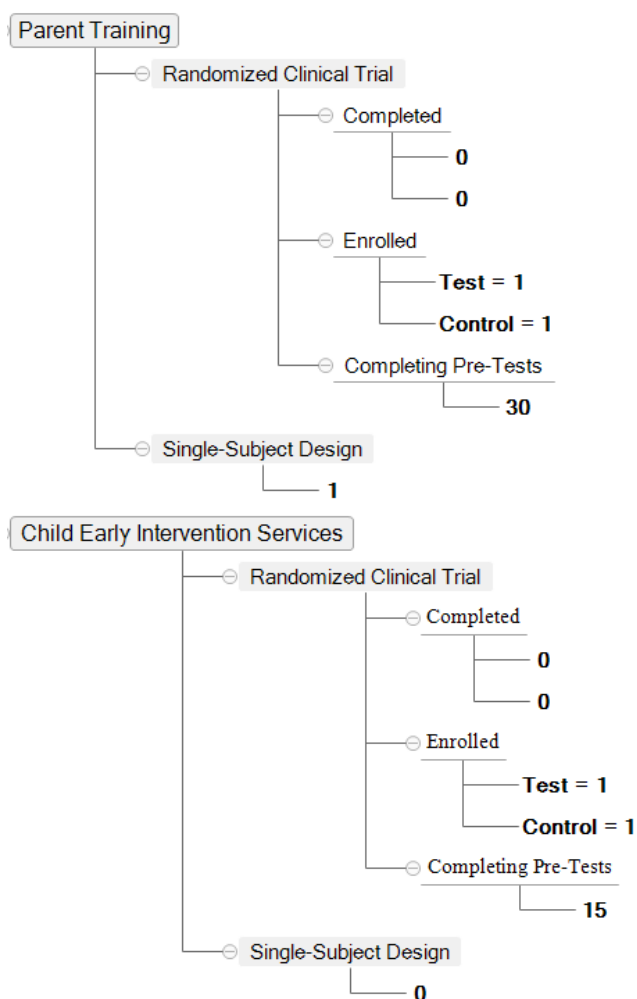 Parent Training
Randomized Clinical Trial
Completed
0
0
Enrolled
Test = 1
Control = 1
Completing Pre-Tests
30
Single-Subject Design
1
Child Early Intervention Services
Randomized Clinical Trial
Completed
0
0
Enrolled
Test = 1
Control = 1
Completing Pre-Tests
15
Single-Subject Design
0